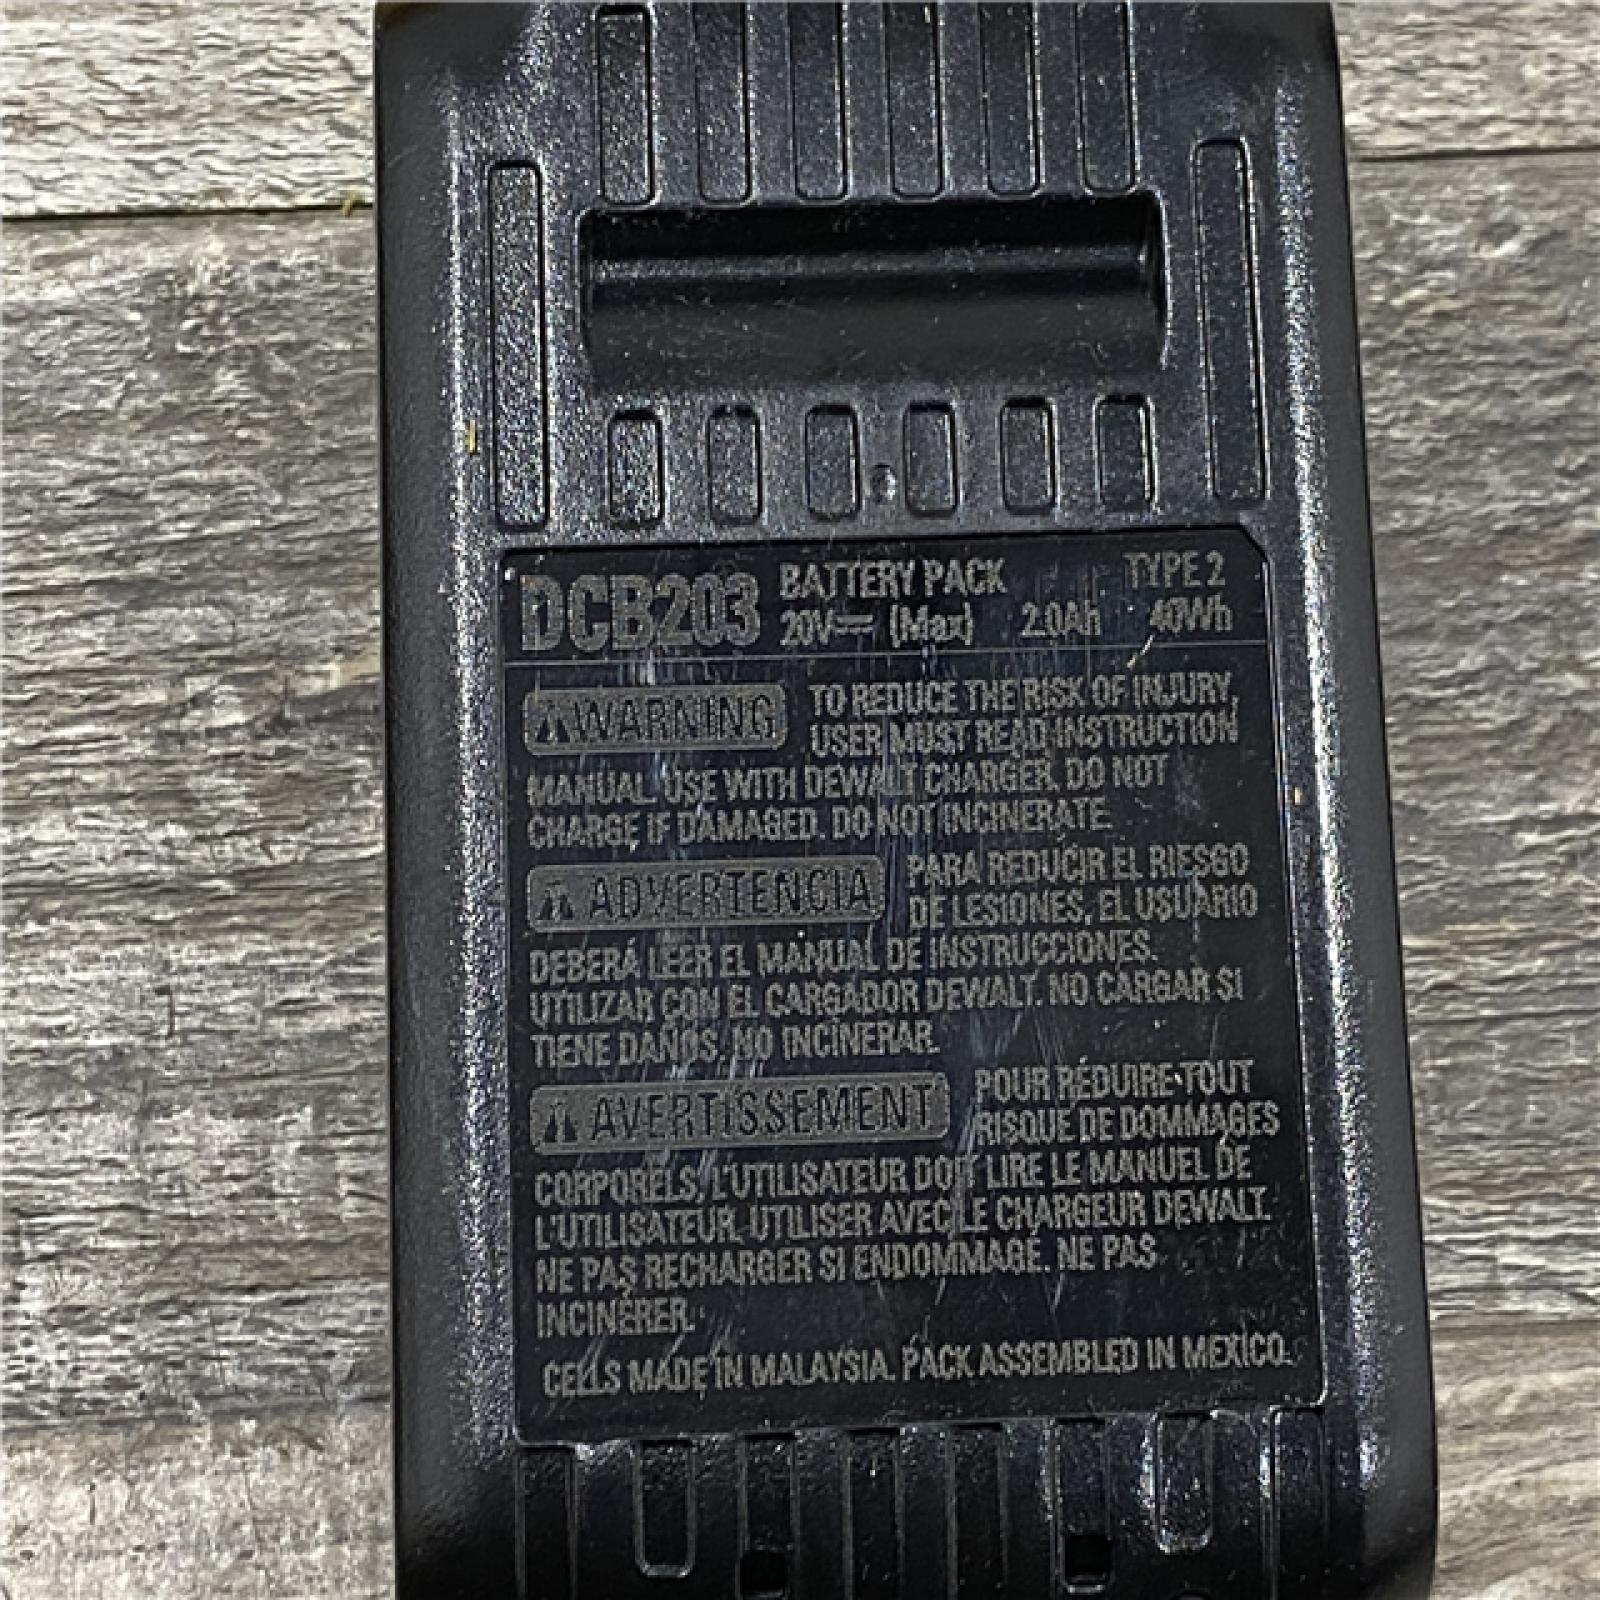 DCB203 BATTERY PACK TYPE 2
20V⎓ (Max) 2.0Ah 40Wh
⚠WARNING TO REDUCE THE RISK OF INJURY,
USER MUST READ INSTRUCTION
MANUAL. USE WITH DEWALT CHARGER. DO NOT
CHARGE IF DAMAGED. DO NOT INCINERATE.
⚠ ADVERTENCIA PARA REDUCIR EL RIESGO
DE LESIONES, EL USUARIO
DEBERÁ LEER EL MANUAL DE INSTRUCCIONES.
UTILIZAR CON EL CARGADOR DEWALT. NO CARGAR SI
TIENE DAÑOS. NO INCINERAR.
⚠ AVERTISSEMENT POUR RÉDUIRE TOUT
RISQUE DE DOMMAGES
CORPORELS, L'UTILISATEUR DOIT LIRE LE MANUEL DE
L'UTILISATEUR. UTILISER AVEC LE CHARGEUR DEWALT.
NE PAS RECHARGER SI ENDOMMAGÉ. NE PAS
INCINÉRER.
CELLS MADE IN MALAYSIA. PACK ASSEMBLED IN MEXICO.